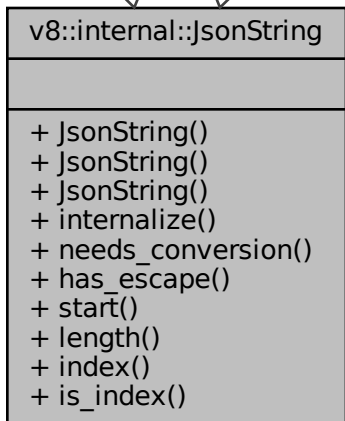 v8::internal::JsonString
+ JsonString()
+ JsonString()
+ JsonString()
+ internalize()
+ needs_conversion()
+ has_escape()
+ start()
+ length()
+ index()
+ is_index()